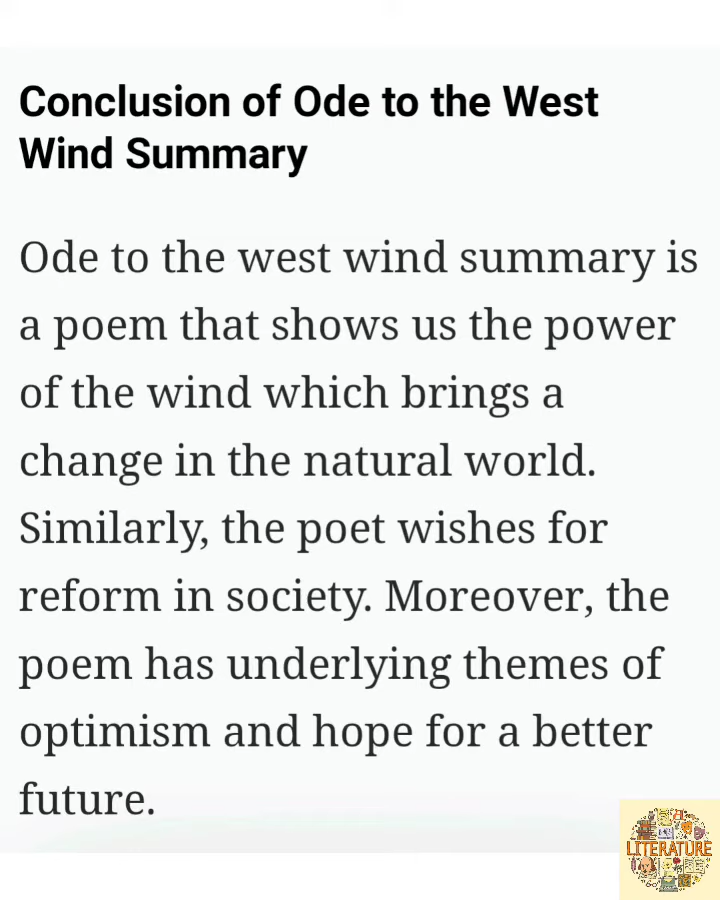 Conclusion of Ode to the West
Wind Summary
Ode to the west wind summary is
a poem that shows us the power
of the wind which brings a
change in the natural world.
Similarly, the poet wishes for
reform in society. Moreover, the
poem has underlying themes of
optimism and hope for a better
future.
LITERATURE